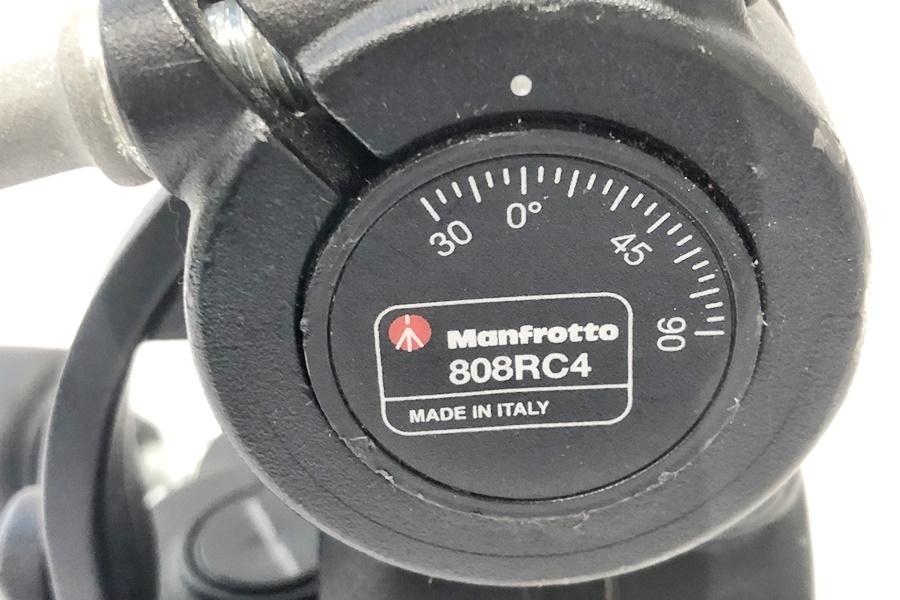 30 0° 45 90
Manfrotto
808RC4
MADE IN ITALY